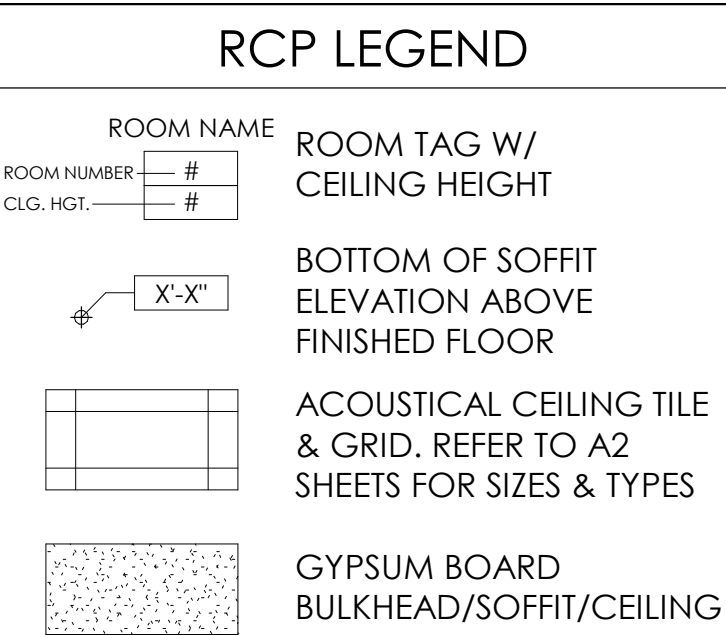 RCP LEGEND
ROOM NAME
ROOM NUMBER #
CLG. HGT. #
ROOM TAG W/
CEILING HEIGHT
X'-X"
BOTTOM OF SOFFIT
ELEVATION ABOVE
FINISHED FLOOR
ACOUSTICAL CEILING TILE
& GRID. REFER TO A2
SHEETS FOR SIZES & TYPES
GYPSUM BOARD
BULKHEAD/SOFFIT/CEILING